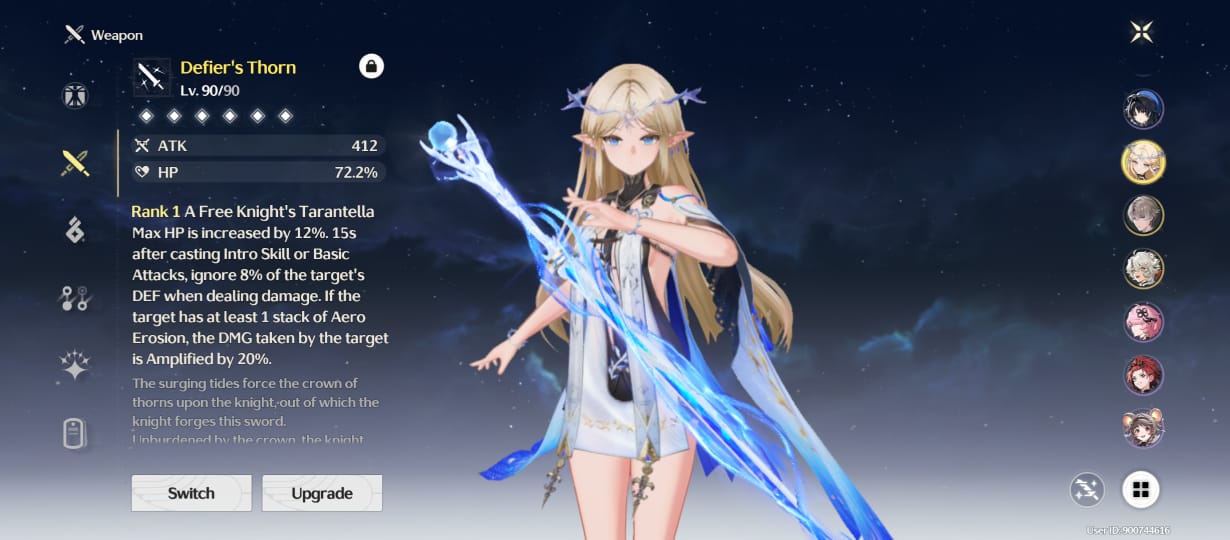 Weapon
Defier's Thorn
Lv. 90/90
ATK 412
HP 72.2%
Rank 1 A Free Knight's Tarantella
Max HP is increased by 12%. 15s
after casting Intro Skill or Basic
Attacks, ignore 8% of the target's
DEF when dealing damage. If the
target has at least 1 stack of Aero
Erosion, the DMG taken by the target
is Amplified by 20%.
The surging tides force the crown of
thorns upon the knight, out of which the
knight forges this sword.
Unburdened by the crown, the knight
Switch
Upgrade
User ID:900744616